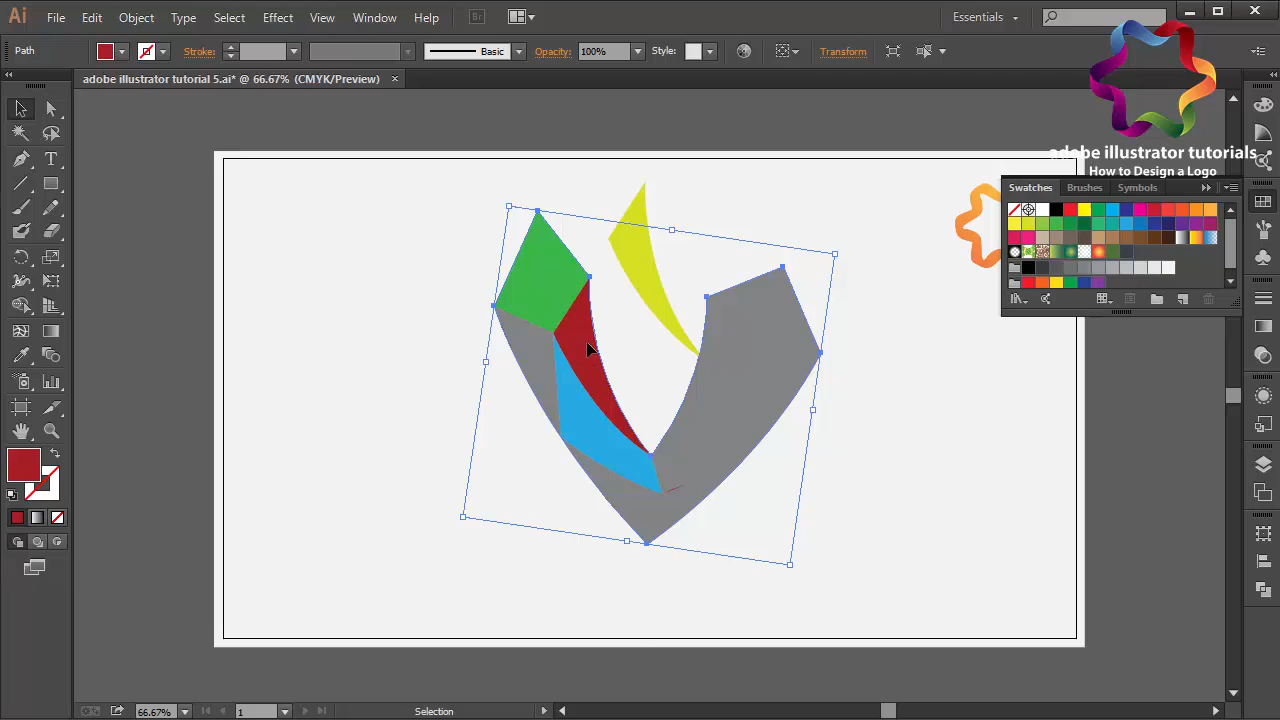 Ai File Edit Object Type Select Effect View Window Help Br Essentials
Path Stroke: Basic Opacity: 100% Style: Transform
adobe illustrator tutorial 5.ai* @ 66.67% (CMYK/Preview) ×
adobe illustrator tutorials
How to Design a Logo
Swatches Brushes Symbols
T
66.67% 1 Selection